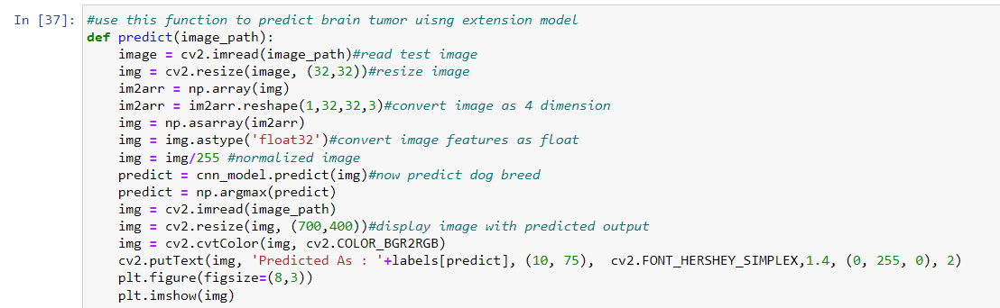 In [37]: #use this function to predict brain tumor uisng extension model
def predict(image_path):
    image = cv2.imread(image_path)#read test image
    img = cv2.resize(image, (32,32))#resize image
    im2arr = np.array(img)
    im2arr = im2arr.reshape(1,32,32,3)#convert image as 4 dimension
    img = np.asarray(im2arr)
    img = img.astype('float32')#convert image features as float
    img = img/255 #normalized image
    predict = cnn_model.predict(img)#now predict dog breed
    predict = np.argmax(predict)
    img = cv2.imread(image_path)
    img = cv2.resize(img, (700,400))#display image with predicted output
    img = cv2.cvtColor(img, cv2.COLOR_BGR2RGB)
    cv2.putText(img, 'Predicted As : '+labels[predict], (10, 75),  cv2.FONT_HERSHEY_SIMPLEX,1.4, (0, 255, 0), 2)
    plt.figure(figsize=(8,3))
    plt.imshow(img)